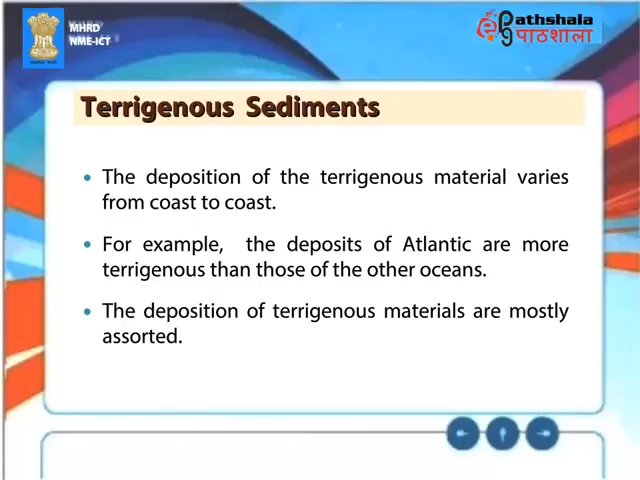 MHRD
NME-ICT
ePathshala
पाठशाला
Terrigenous Sediments
• The deposition of the terrigenous material varies
from coast to coast.
• For example, the deposits of Atlantic are more
terrigenous than those of the other oceans.
• The deposition of terrigenous materials are mostly
assorted.